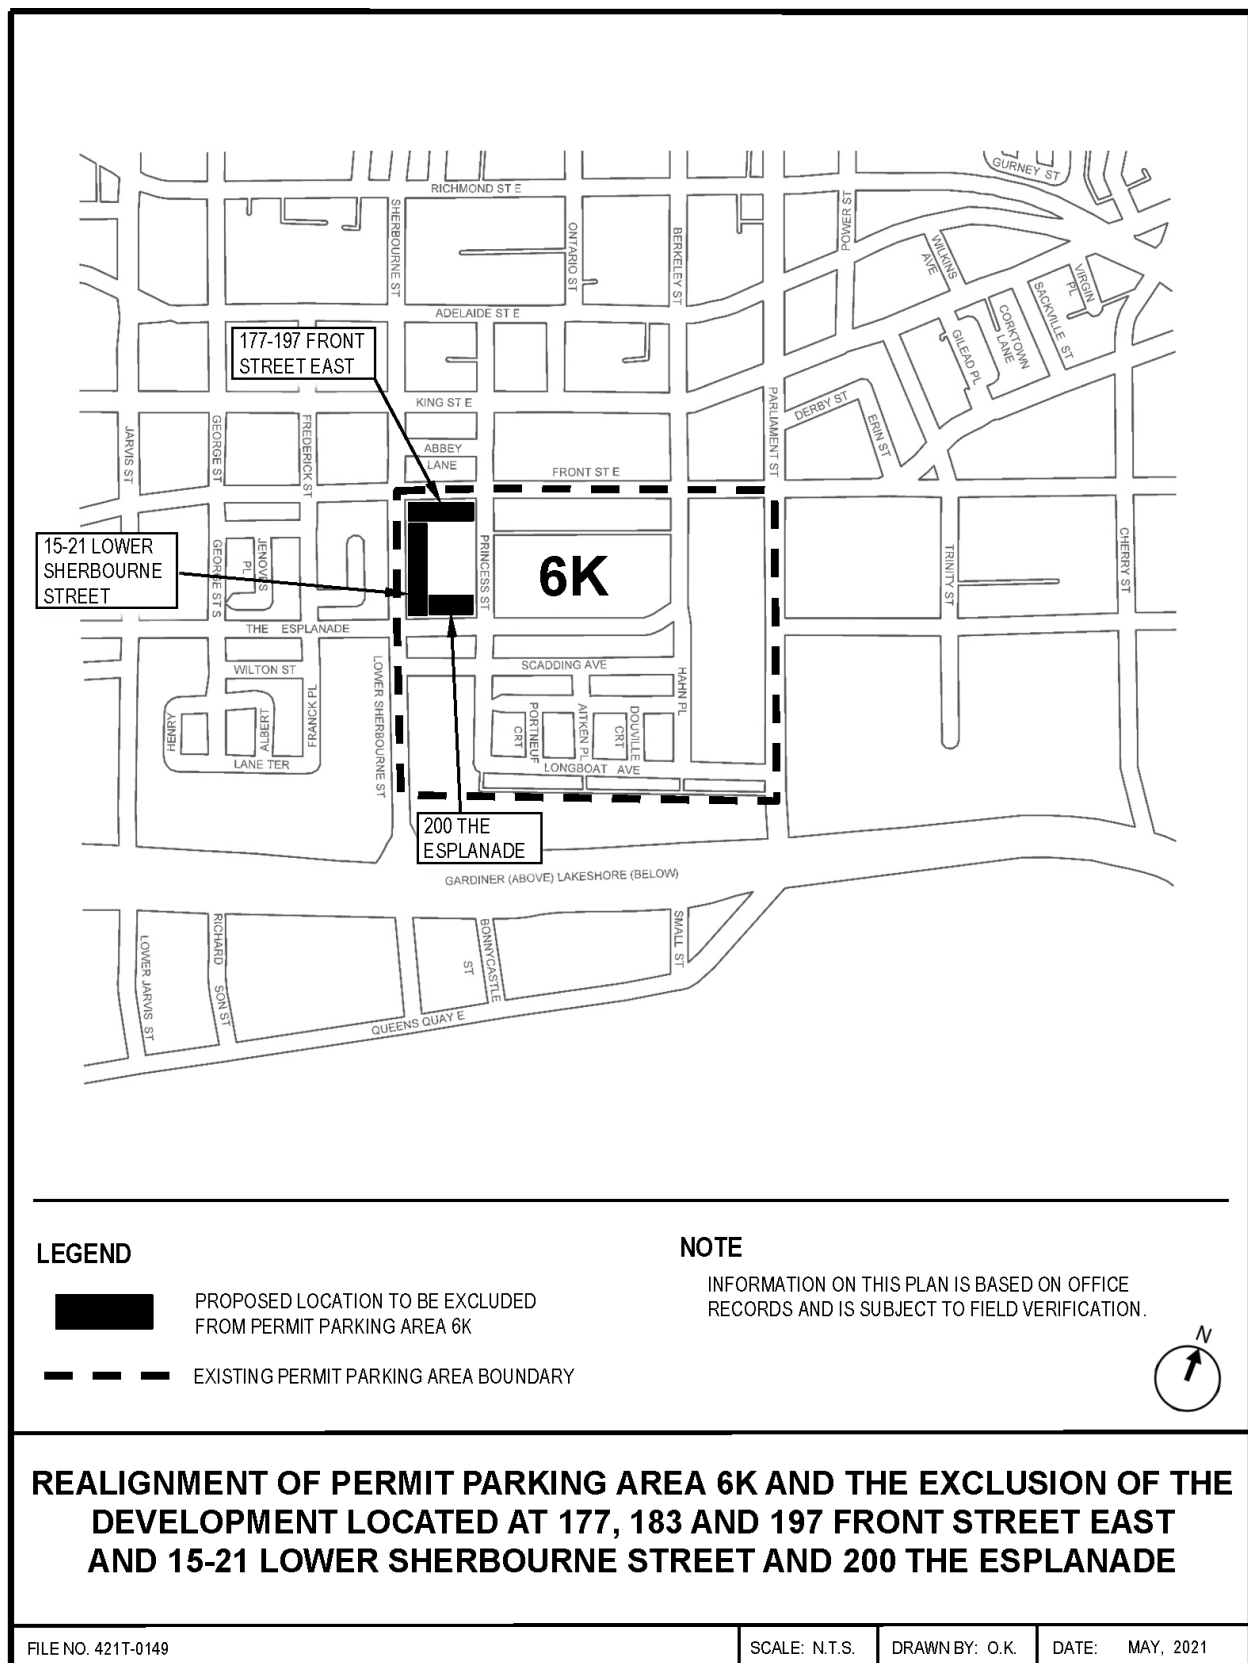 GURNEY ST
RICHMOND ST E
SHERBOURNE ST
ONTARIO ST
BERKELEY ST
POWER ST
WILKINS
AVE
VIRGIN
PL
SACKVILLE ST
CORKTOWN
LANE
GILEAD PL
ADELAIDE ST E
177-197 FRONT
STREET EAST
KING ST E
PARLIAMENT ST
DERBY ST
ERIN ST
JARVIS ST
GEORGE ST
FREDERICK ST
ABBEY
LANE
FRONT ST E
15-21 LOWER
SHERBOURNE
STREET
GEORGE ST S
JENOVES
PL
PRINCESS ST
6K
TRINITY ST
CHERRY ST
THE ESPLANADE
WILTON ST
LOWER SHERBOURNE ST
SCADDING AVE
HAHN PL
HENRY
ALBERT
FRANCK PL
LANE TER
PORTNEUF
CRT
AITKEN PL
DOUVILLE
CRT
LONGBOAT AVE
200 THE
ESPLANADE
GARDINER (ABOVE) LAKESHORE (BELOW)
LOWER JARVIS ST
RICHARD
SON ST
BONNYCASTLE
ST
SMALL ST
QUEENS QUAY E
LEGEND
PROPOSED LOCATION TO BE EXCLUDED
FROM PERMIT PARKING AREA 6K
EXISTING PERMIT PARKING AREA BOUNDARY
NOTE
INFORMATION ON THIS PLAN IS BASED ON OFFICE
RECORDS AND IS SUBJECT TO FIELD VERIFICATION.
N
REALIGNMENT OF PERMIT PARKING AREA 6K AND THE EXCLUSION OF THE
DEVELOPMENT LOCATED AT 177, 183 AND 197 FRONT STREET EAST
AND 15-21 LOWER SHERBOURNE STREET AND 200 THE ESPLANADE
FILE NO. 421T-0149
SCALE: N.T.S.
DRAWN BY: O.K.
DATE: MAY, 2021